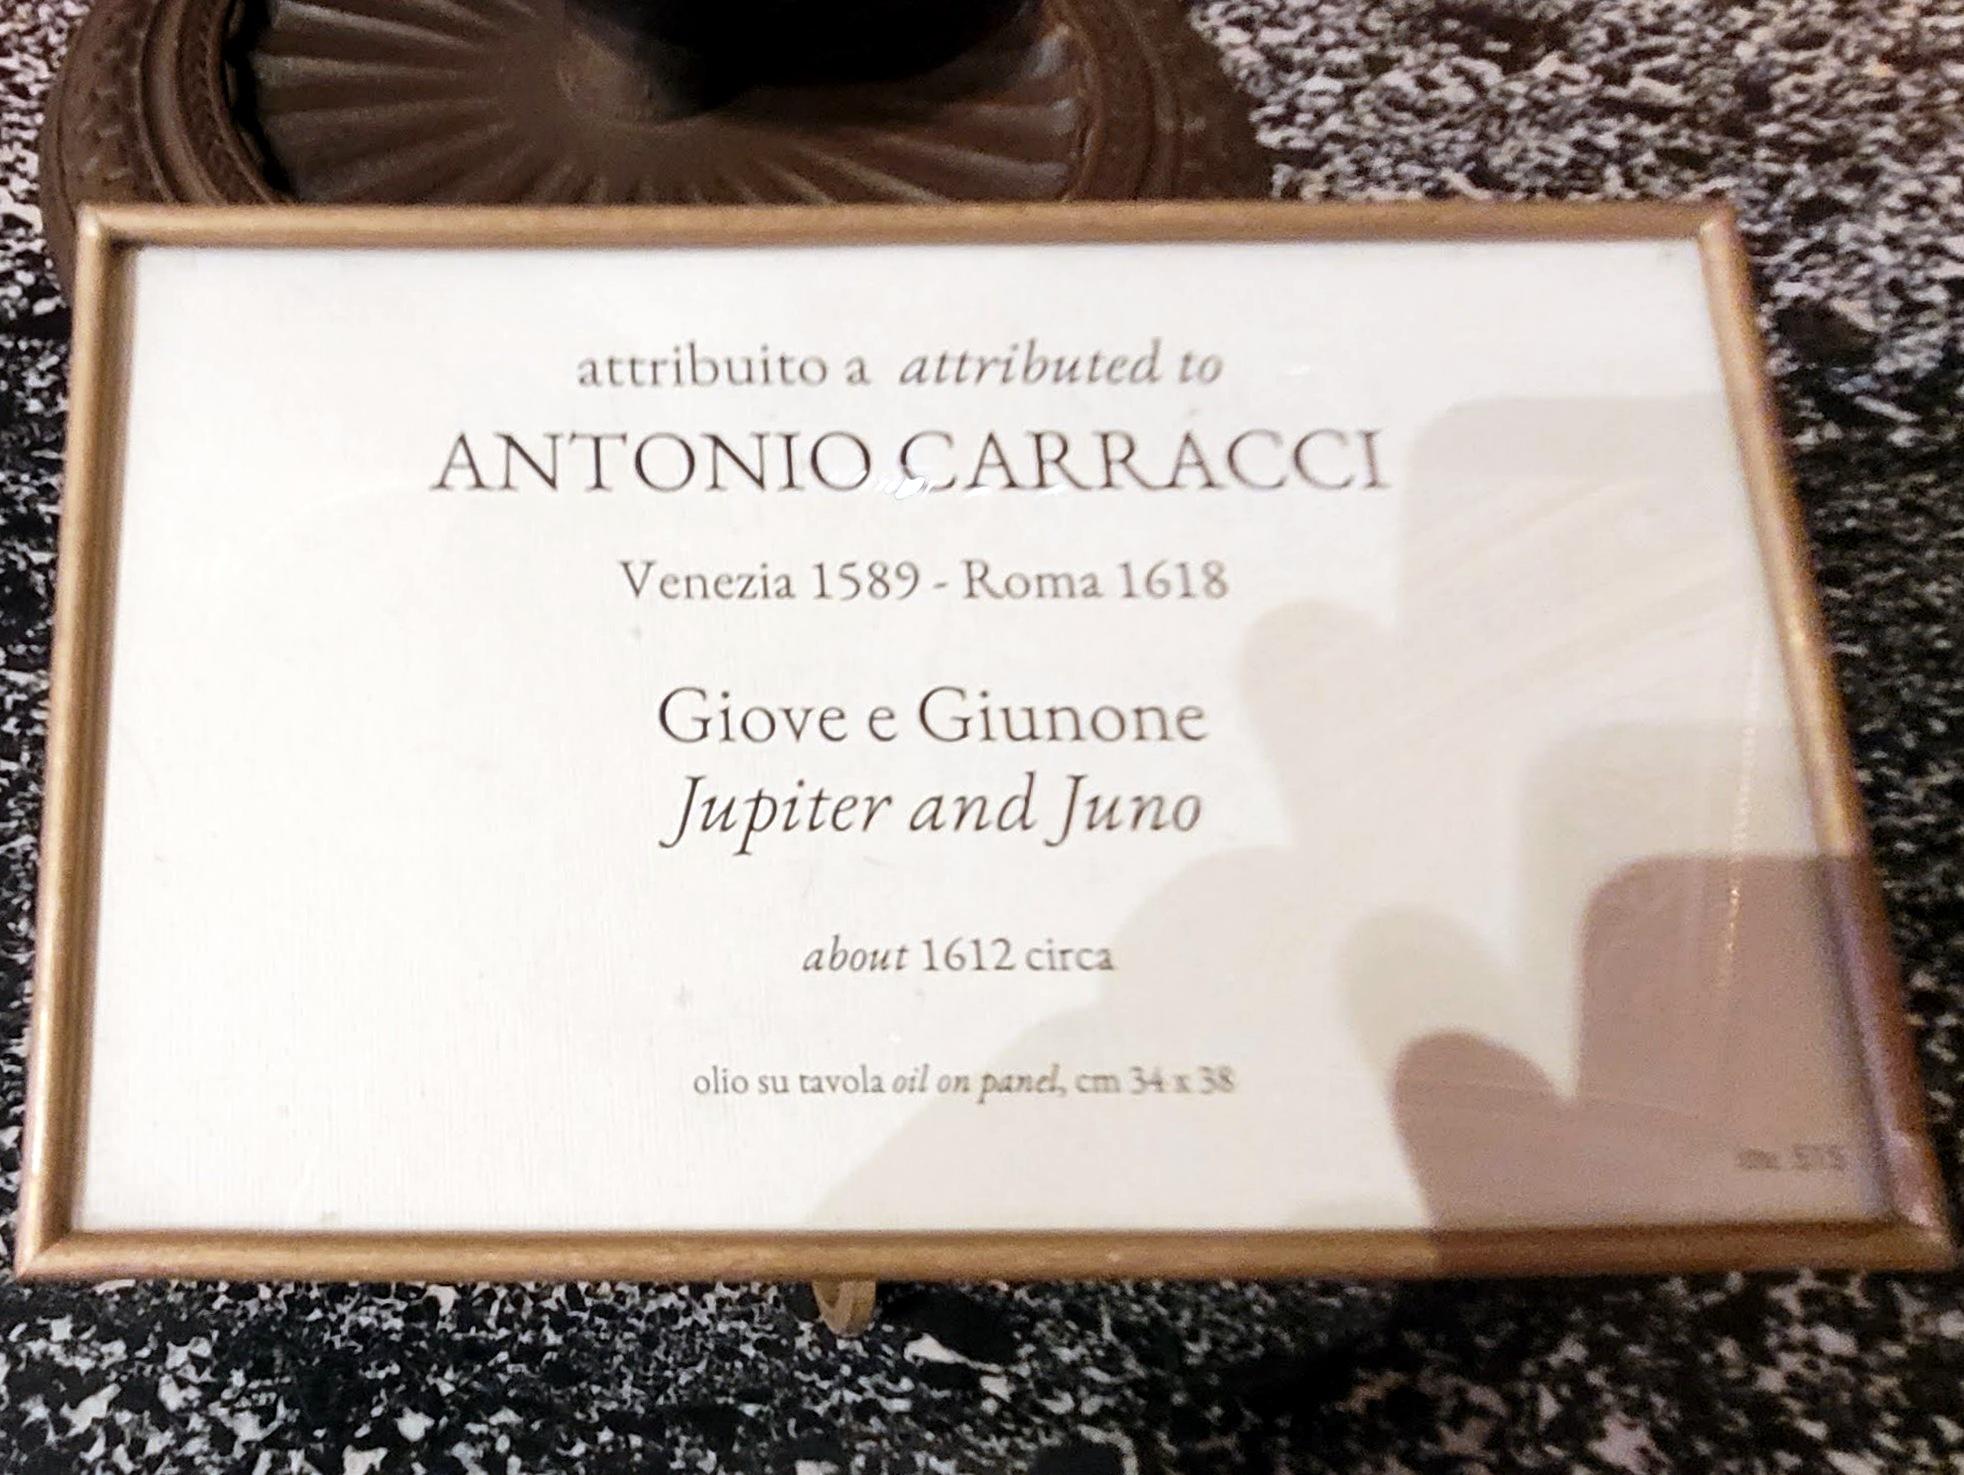 attribuito a attributed to
ANTONIO CARRACCI
Venezia 1589 - Roma 1618
Giove e Giunone
Jupiter and Juno
about 1612 circa
olio su tavola oil on panel, cm 34 x 38